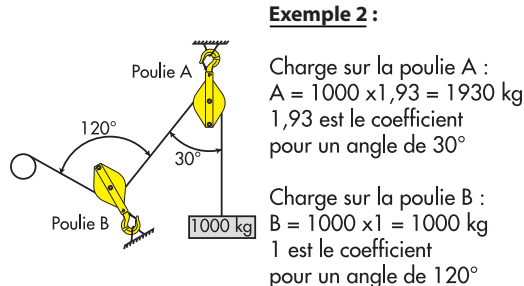 Exemple 2 :
Poulie A
Charge sur la poulie A :
A = 1000 x1,93 = 1930 kg
1,93 est le coefficient
pour un angle de 30°
120°
30°
Poulie B
1000 kg
Charge sur la poulie B :
B = 1000 x1 = 1000 kg
1 est le coefficient
pour un angle de 120°